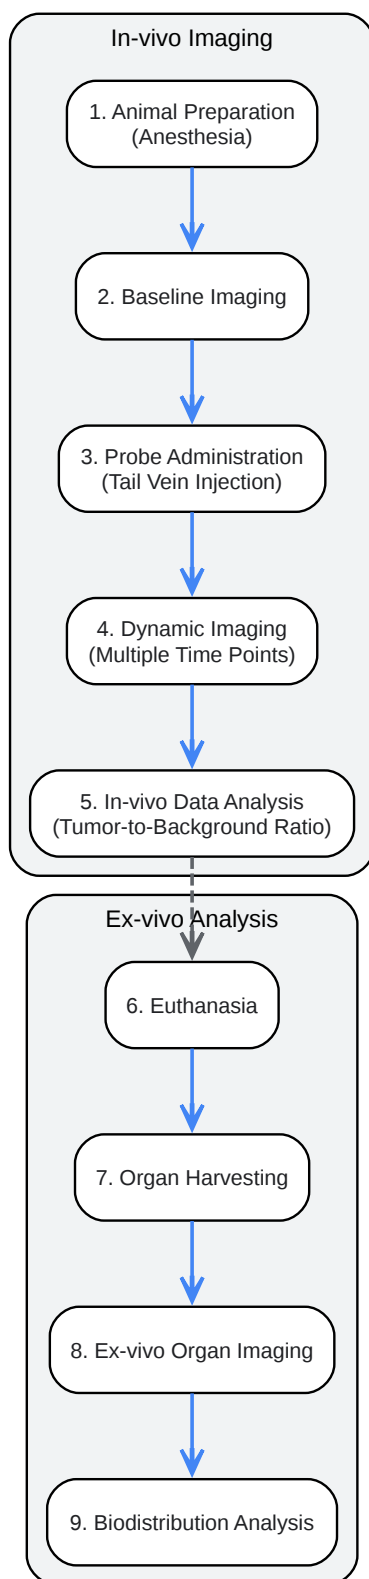 In-vivo Imaging
1. Animal Preparation
(Anesthesia)
2. Baseline Imaging
3. Probe Administration
(Tail Vein Injection)
4. Dynamic Imaging
(Multiple Time Points)
5. In-vivo Data Analysis
(Tumor-to-Background Ratio)
Ex-vivo Analysis
6. Euthanasia
7. Organ Harvesting
8. Ex-vivo Organ Imaging
9. Biodistribution Analysis